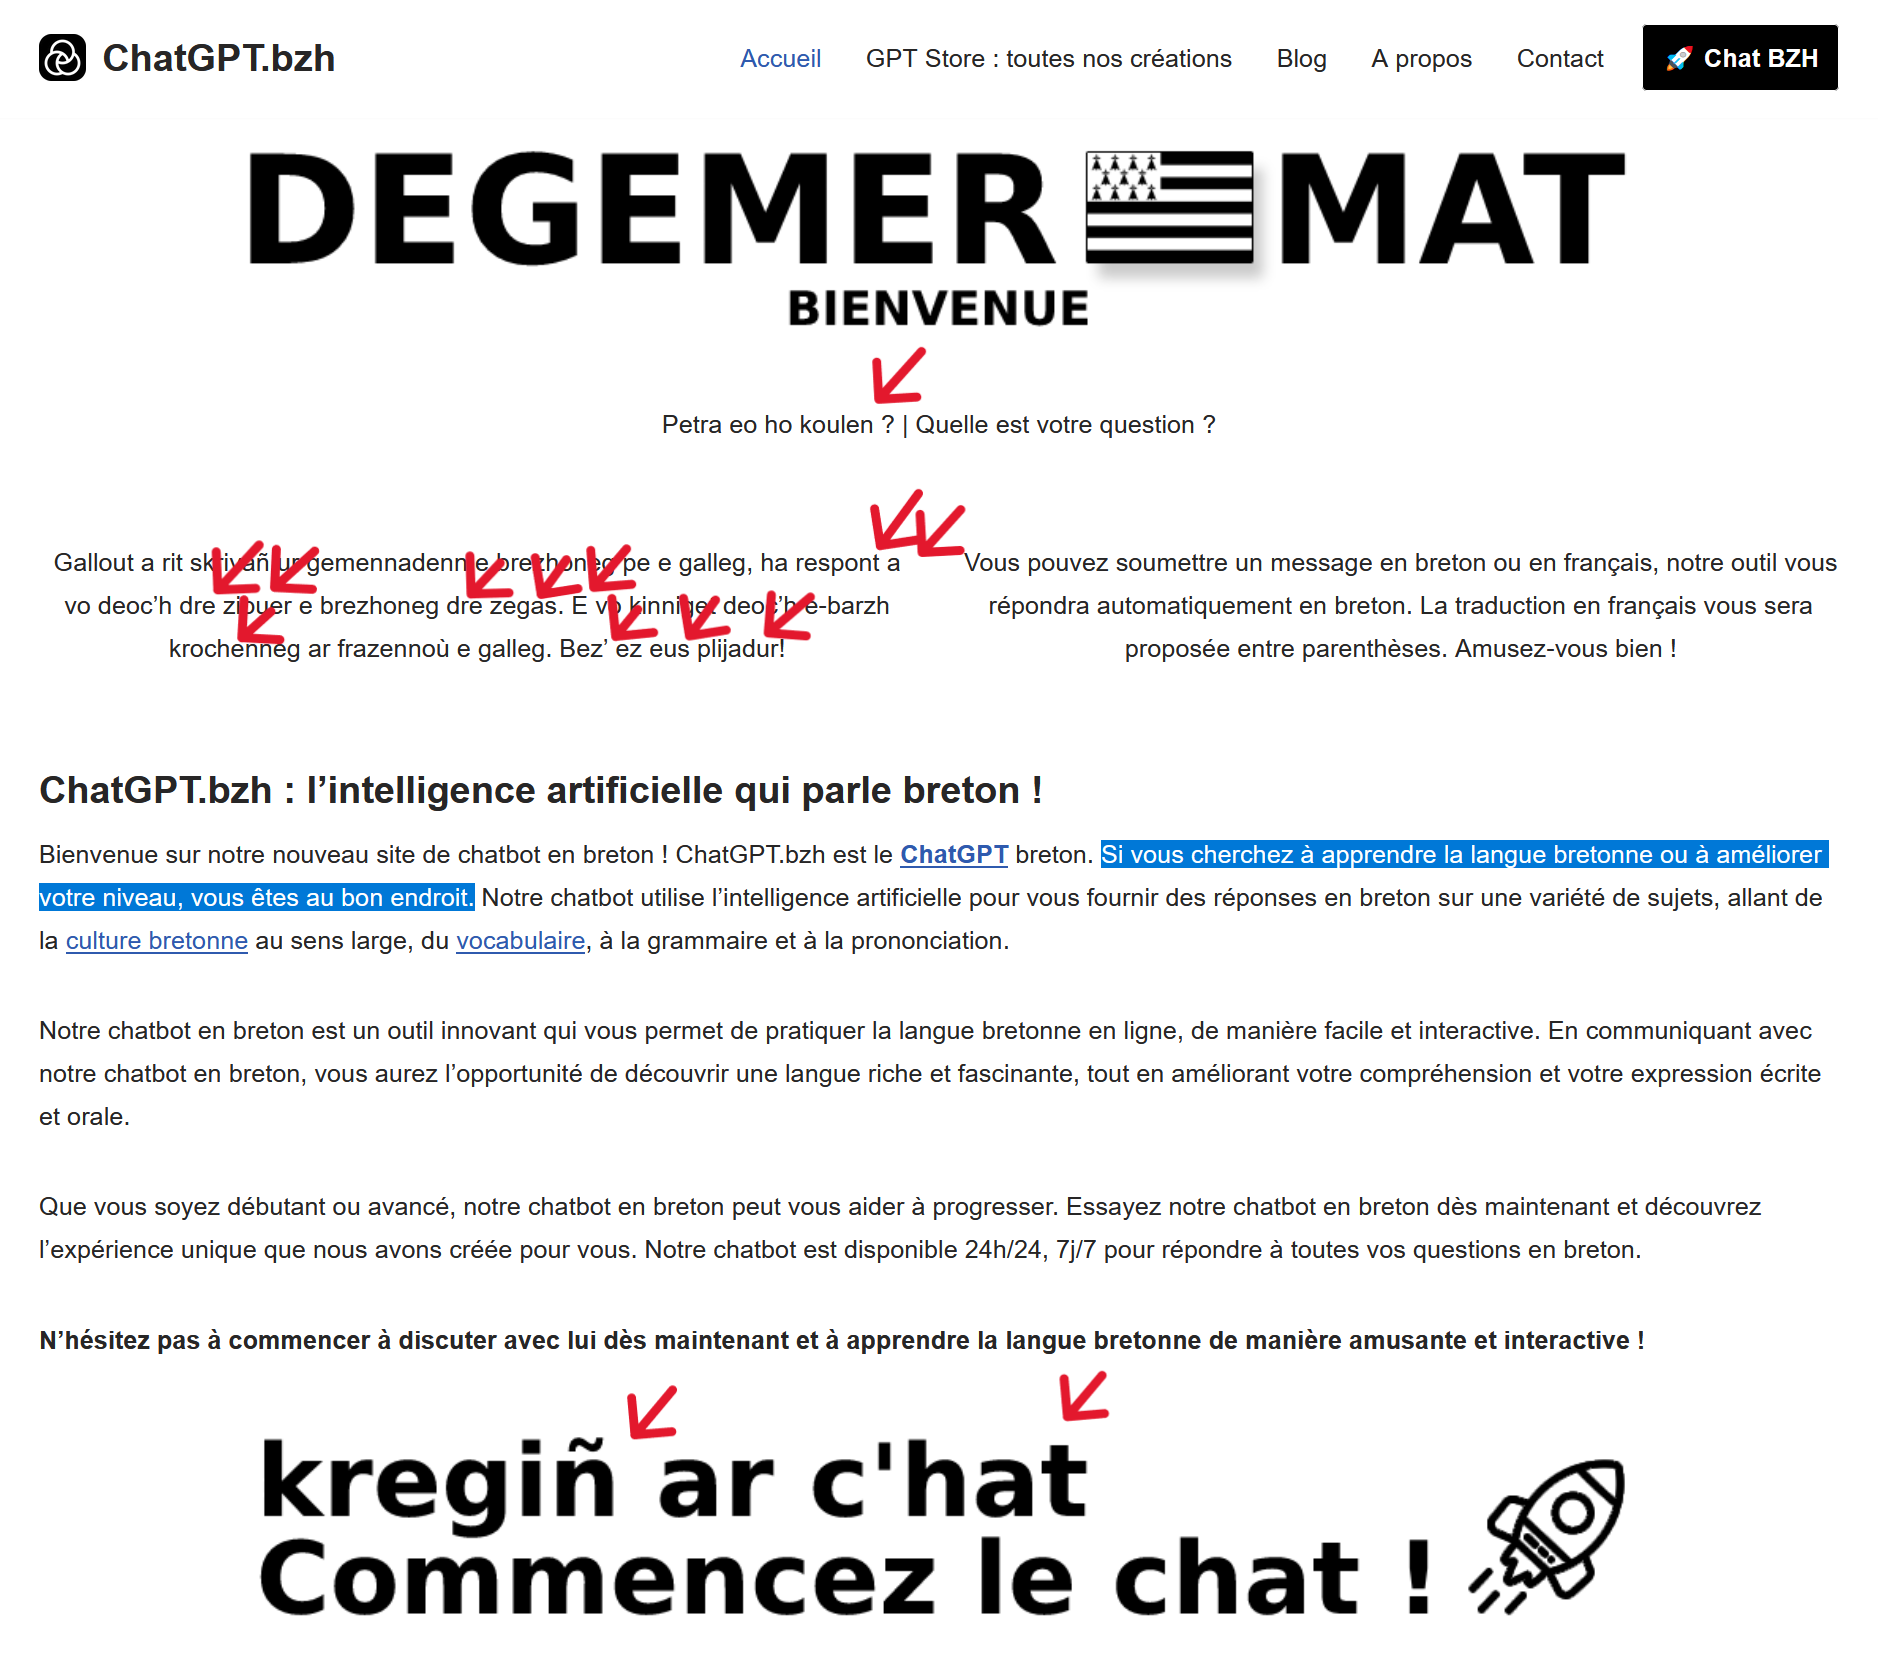 ChatGPT.bzh
Accueil
GPT Store : toutes nos créations
Blog
A propos
Contact
🚀 Chat BZH
DEGEMER MAT
BIENVENUE
Petra eo ho koulen ? | Quelle est votre question ?
Gallout a rit skrivañ ur gemennadenn e brezhoneg pe e galleg, ha respont a
vo deoc’h dre zipuer e brezhoneg dre zegas. E vo kinniget deoc’h e-barzh
krochenneg ar frazennoù e galleg. Bez’ ez eus plijadur!
Vous pouvez soumettre un message en breton ou en français, notre outil vous
répondra automatiquement en breton. La traduction en français vous sera
proposée entre parenthèses. Amusez-vous bien !
ChatGPT.bzh : l’intelligence artificielle qui parle breton !
Bienvenue sur notre nouveau site de chatbot en breton ! ChatGPT.bzh est le ChatGPT breton. Si vous cherchez à apprendre la langue bretonne ou à améliorer
votre niveau, vous êtes au bon endroit. Notre chatbot utilise l’intelligence artificielle pour vous fournir des réponses en breton sur une variété de sujets, allant de
la culture bretonne au sens large, du vocabulaire, à la grammaire et à la prononciation.
Notre chatbot en breton est un outil innovant qui vous permet de pratiquer la langue bretonne en ligne, de manière facile et interactive. En communiquant avec
notre chatbot en breton, vous aurez l’opportunité de découvrir une langue riche et fascinante, tout en améliorant votre compréhension et votre expression écrite
et orale.
Que vous soyez débutant ou avancé, notre chatbot en breton peut vous aider à progresser. Essayez notre chatbot en breton dès maintenant et découvrez
l’expérience unique que nous avons créée pour vous. Notre chatbot est disponible 24h/24, 7j/7 pour répondre à toutes vos questions en breton.
N’hésitez pas à commencer à discuter avec lui dès maintenant et à apprendre la langue bretonne de manière amusante et interactive !
kregiñ ar c'hat
Commencez le chat !